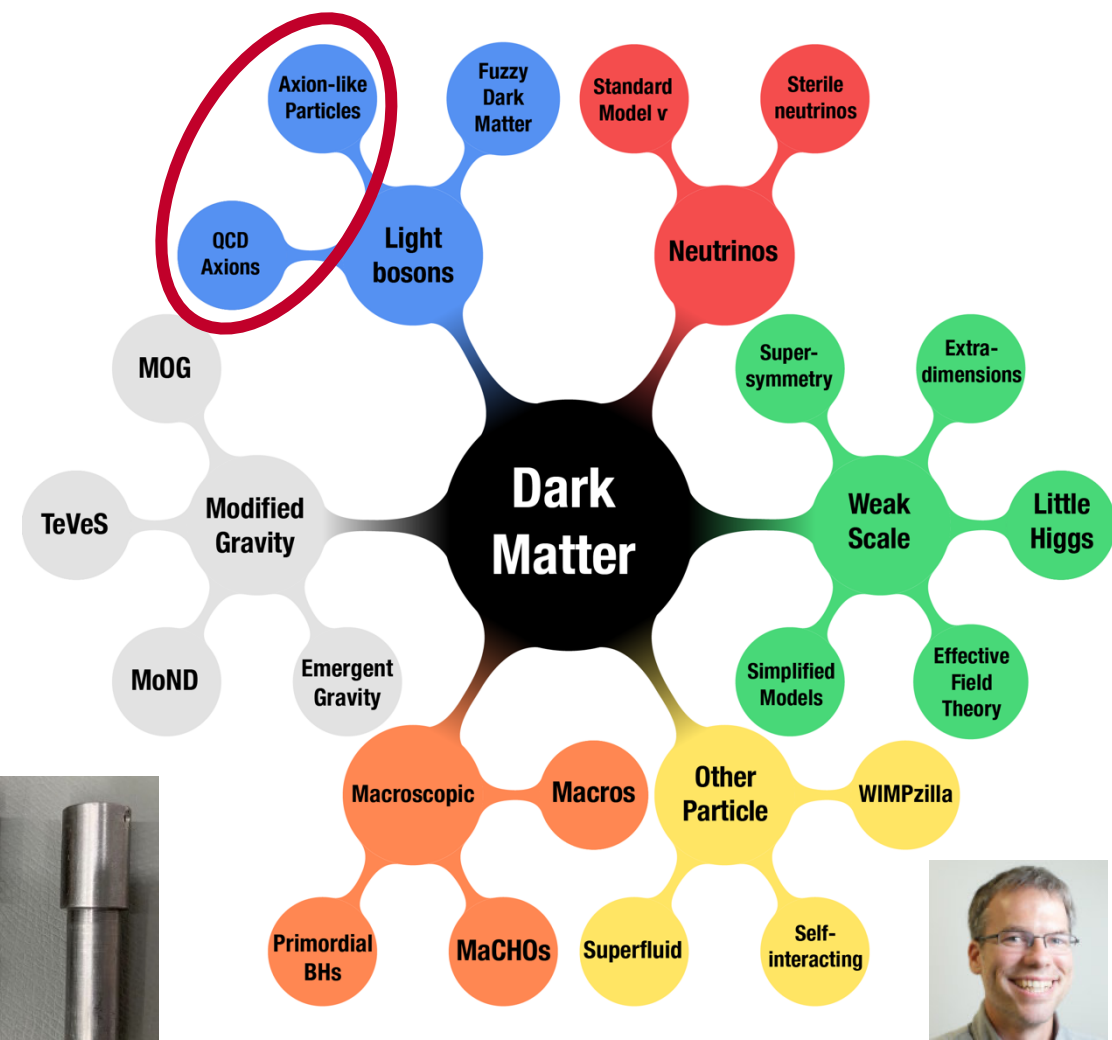 Axion-like
Particles
Fuzzy
Dark
Matter
Standard
Model ν
Sterile
neutrinos
QCD
Axions
Light
bosons
Neutrinos
MOG
Super-
symmetry
Extra-
dimensions
TeVeS
Modified
Gravity
Dark
Matter
Weak
Scale
Little
Higgs
MoND
Emergent
Gravity
Simplified
Models
Effective
Field
Theory
Macroscopic
Macros
Other
Particle
WIMPzilla
Primordial
BHs
MaCHOs
Superfluid
Self-
interacting